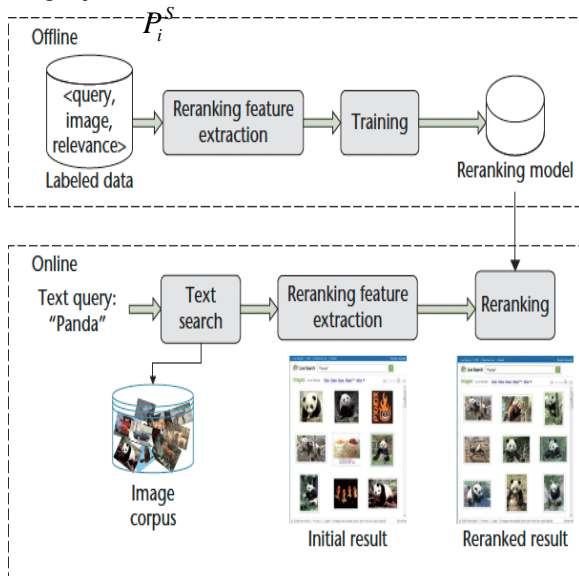 P_i^S
Offline
<query,
image,
relevance>
Labeled data
Reranking feature
extraction
Training
Reranking model
Online
Text query:
“Panda”
Text
search
Reranking feature
extraction
Reranking
Image
corpus
Initial result
Reranked result